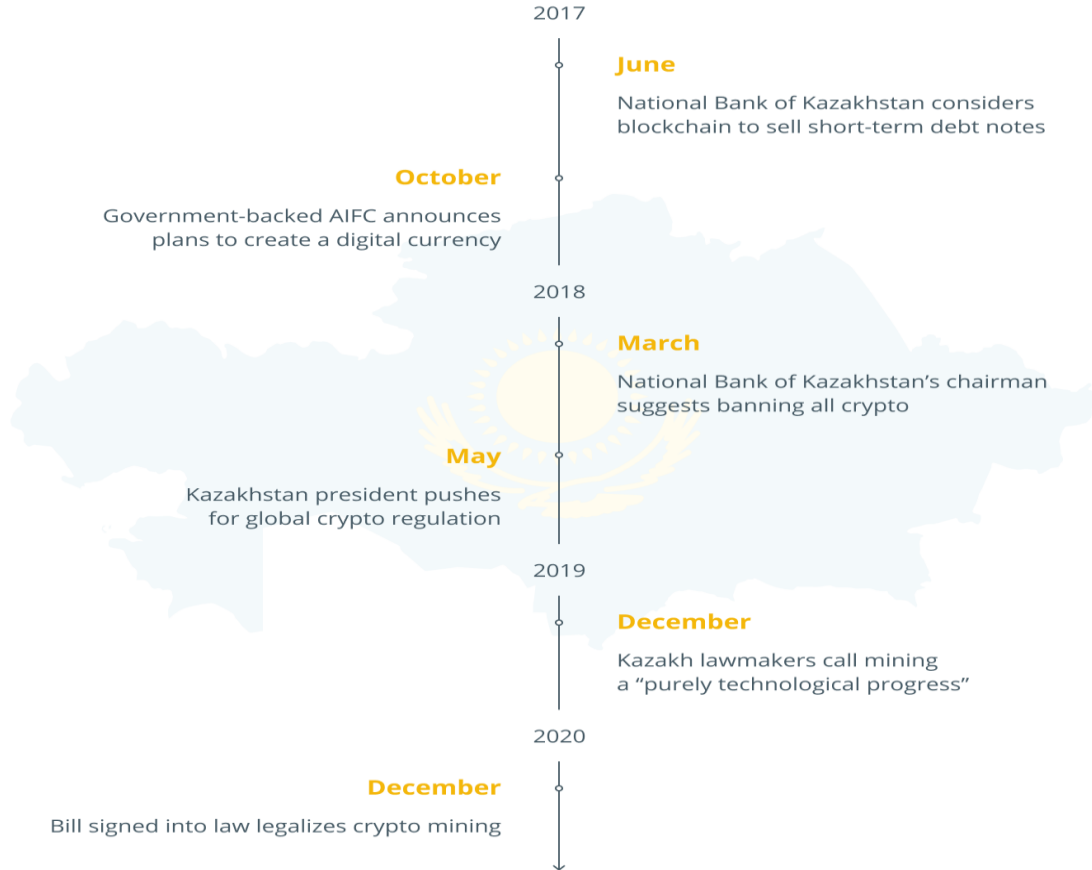 2017
June
National Bank of Kazakhstan considers
blockchain to sell short-term debt notes
October
Government-backed AIFC announces
plans to create a digital currency
2018
March
National Bank of Kazakhstan’s chairman
suggests banning all crypto
May
Kazakhstan president pushes
for global crypto regulation
2019
December
Kazakh lawmakers call mining
a “purely technological progress”
2020
December
Bill signed into law legalizes crypto mining